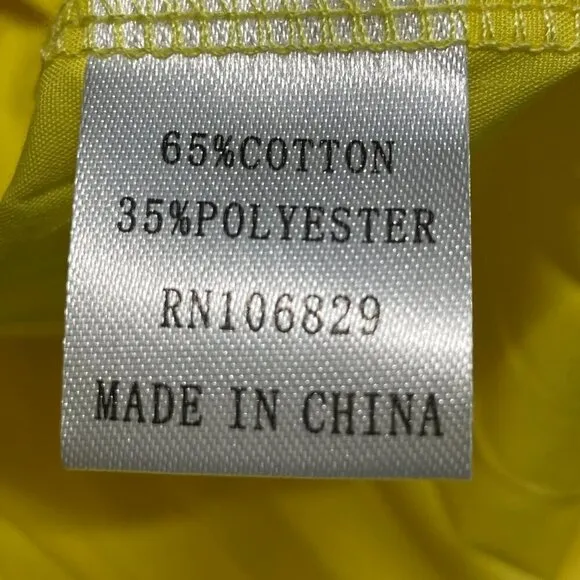 65%COTTON
35%POLYESTER
RN106829
MADE IN CHINA